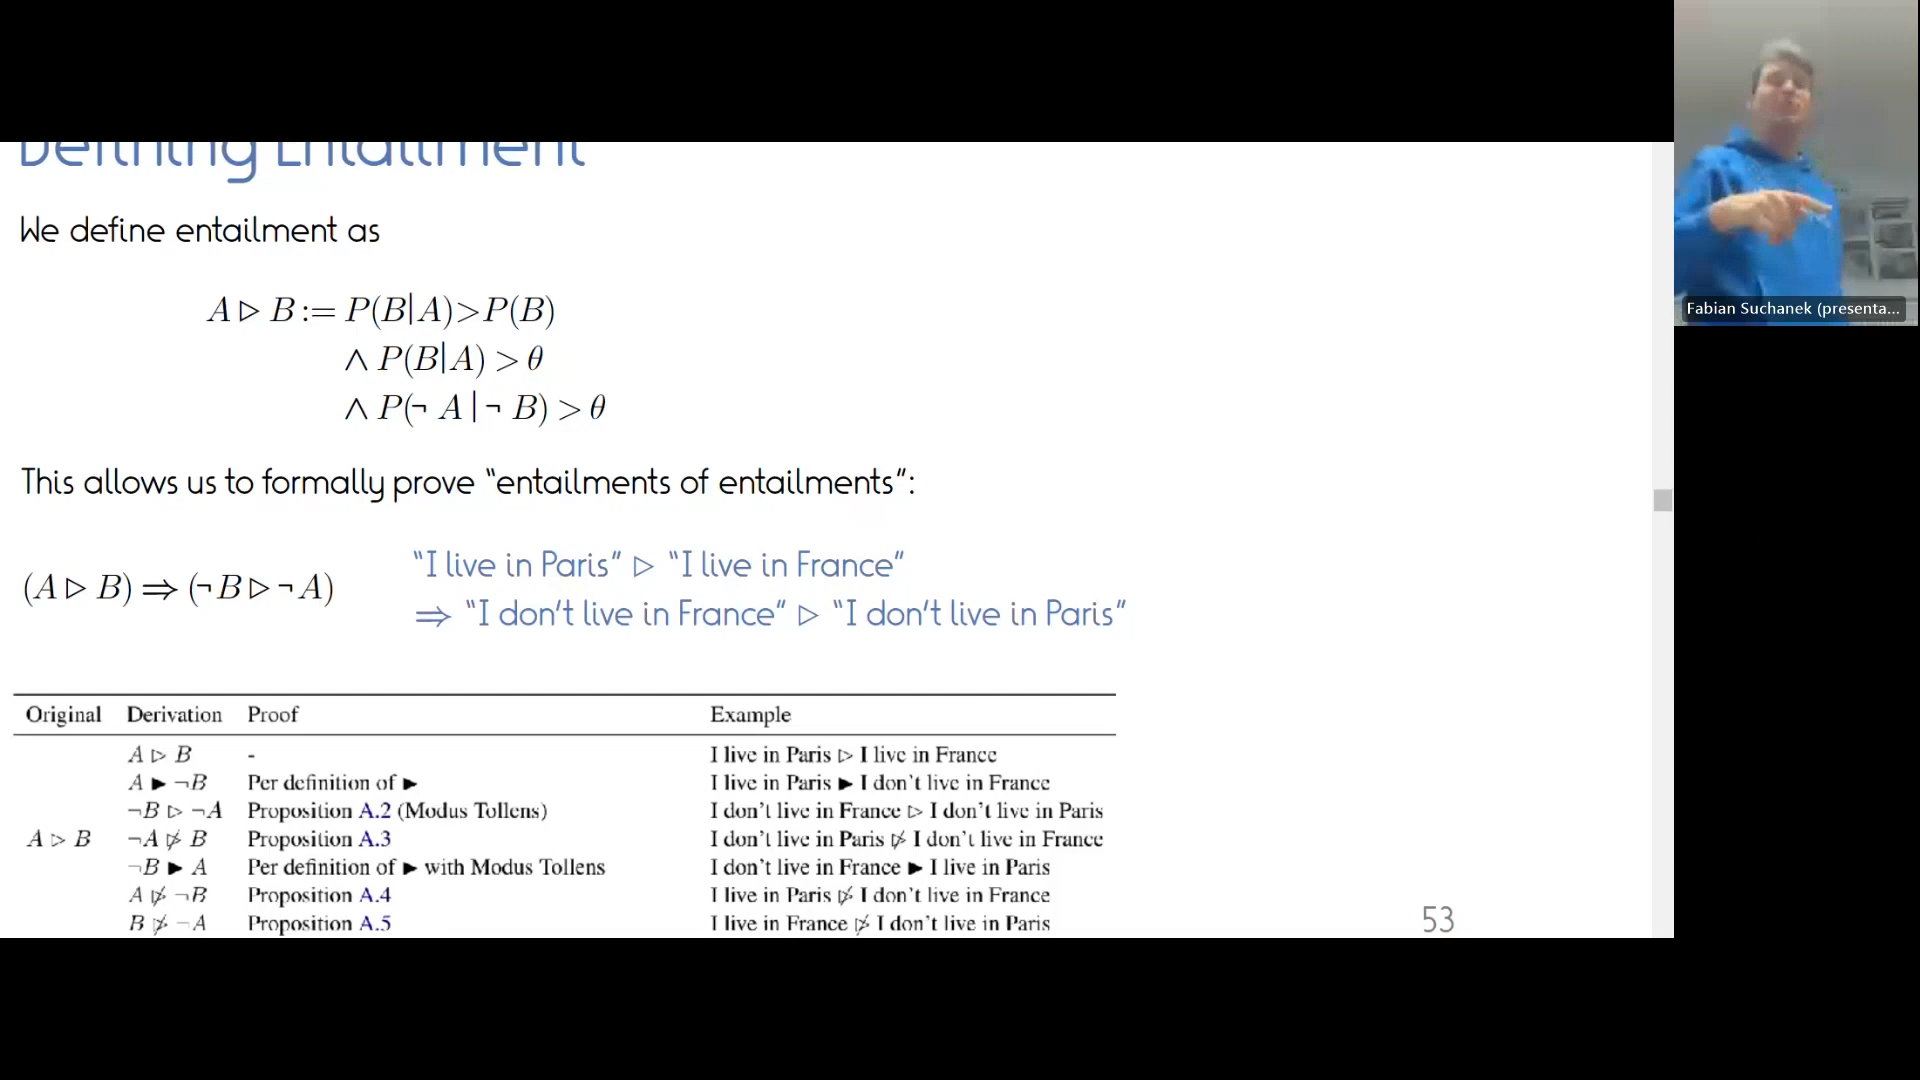 Defining Entailment
Fabian Suchanek (presenta...
We define entailment as
A ▷ B := P(B|A)>P(B)
∧ P(B|A) > θ
∧ P(¬ A | ¬ B) > θ
This allows us to formally prove "entailments of entailments":
(A ▷ B) ⇒ (¬ B ▷ ¬ A)
"I live in Paris" ▷ "I live in France"
⇒ "I don't live in France" ▷ "I don't live in Paris"
Original Derivation Proof Example
A ▷ B - I live in Paris ▷ I live in France
A ▶ ¬B Per definition of ▶ I live in Paris ▶ I don't live in France
¬B ▷ ¬A Proposition A.2 (Modus Tollens) I don't live in France ▷ I don't live in Paris
A ▷ B ¬A ⋫ B Proposition A.3 I don't live in Paris ⋫ I don't live in France
¬B ▶ A Per definition of ▶ with Modus Tollens I don't live in France ▶ I live in Paris
A ⋫ ¬B Proposition A.4 I live in Paris ⋫ I don't live in France
B ⋫ ¬A Proposition A.5 I live in France ⋫ I don't live in Paris
53